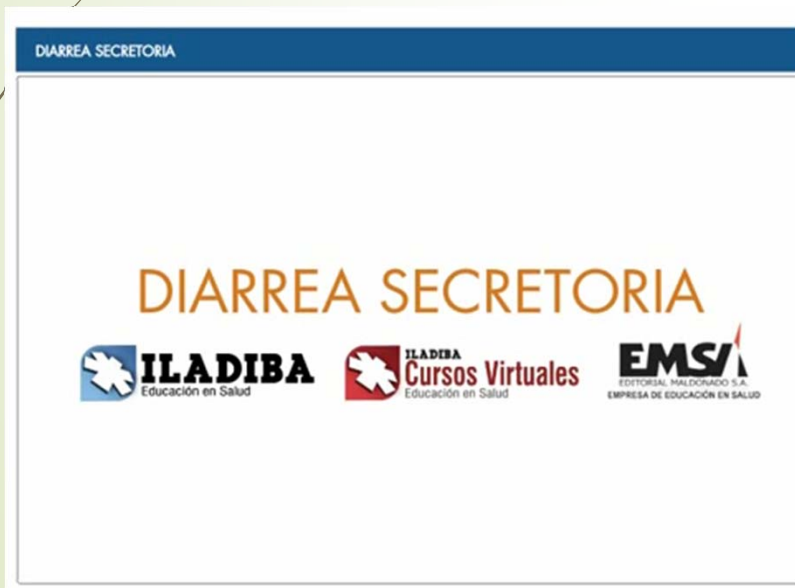 DIARREA SECRETORIA
DIARREA SECRETORIA
ILADIBA
Educación en Salud
ILADIBA
Cursos Virtuales
Educación en Salud
EMSA
EDITORIAL MALDONADO S.A.
EMPRESA DE EDUCACIÓN EN SALUD